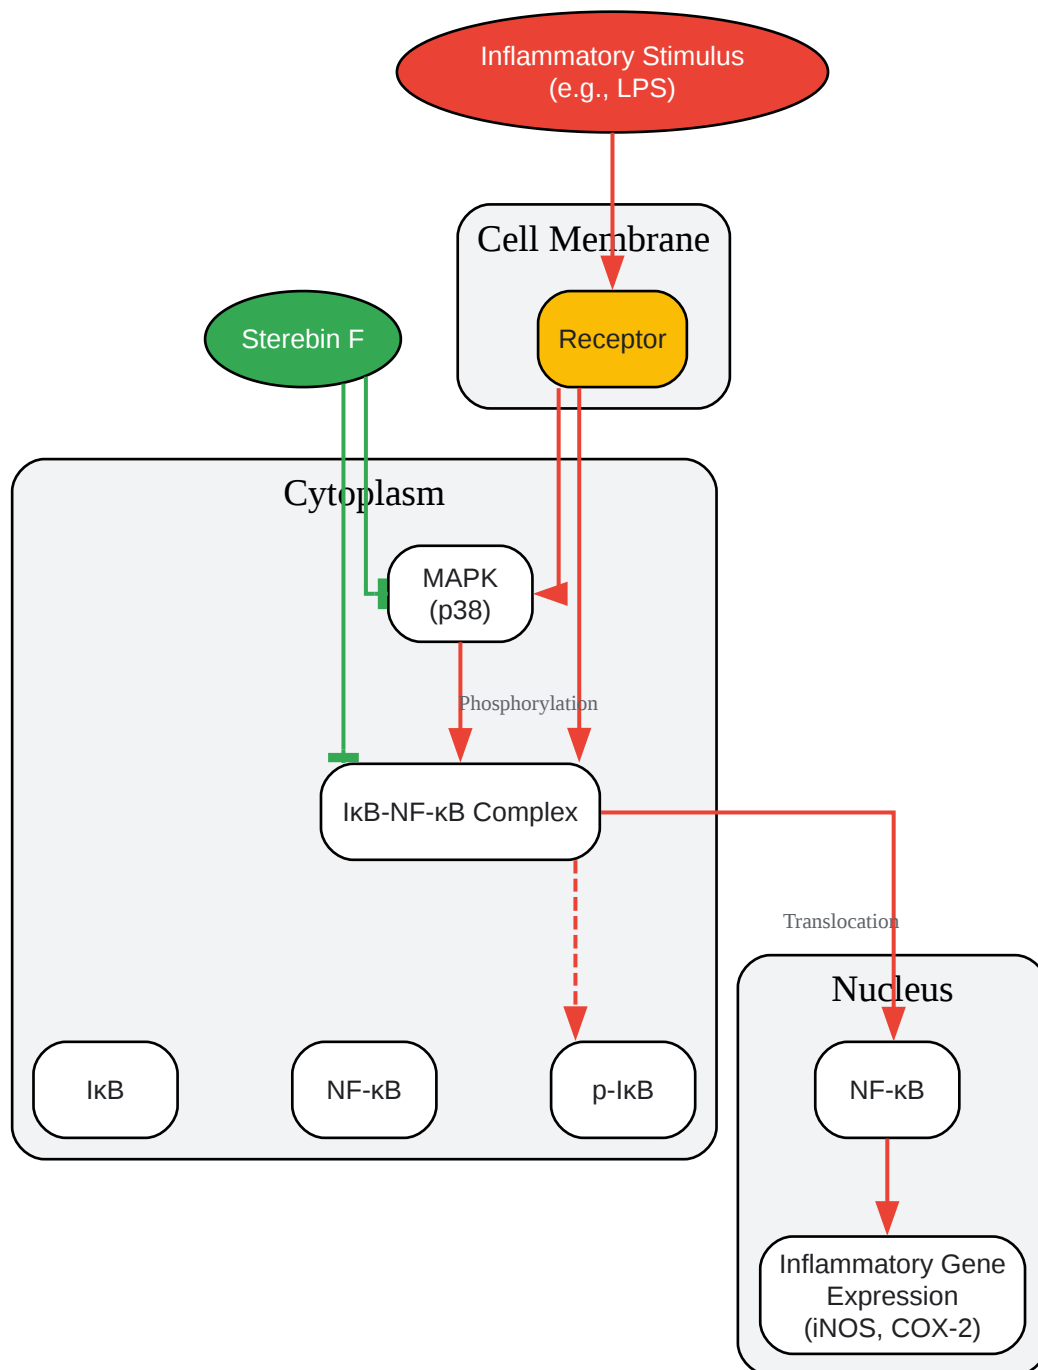 Inflammatory Stimulus
(e.g., LPS)
Cell Membrane
Sterebin F
Receptor
Cytoplasm
MAPK
(p38)
Phosphorylation
IκB-NF-κB Complex
Translocation
Nucleus
IκB
NF-κB
p-IκB
NF-κB
Inflammatory Gene
Expression
(iNOS, COX-2)